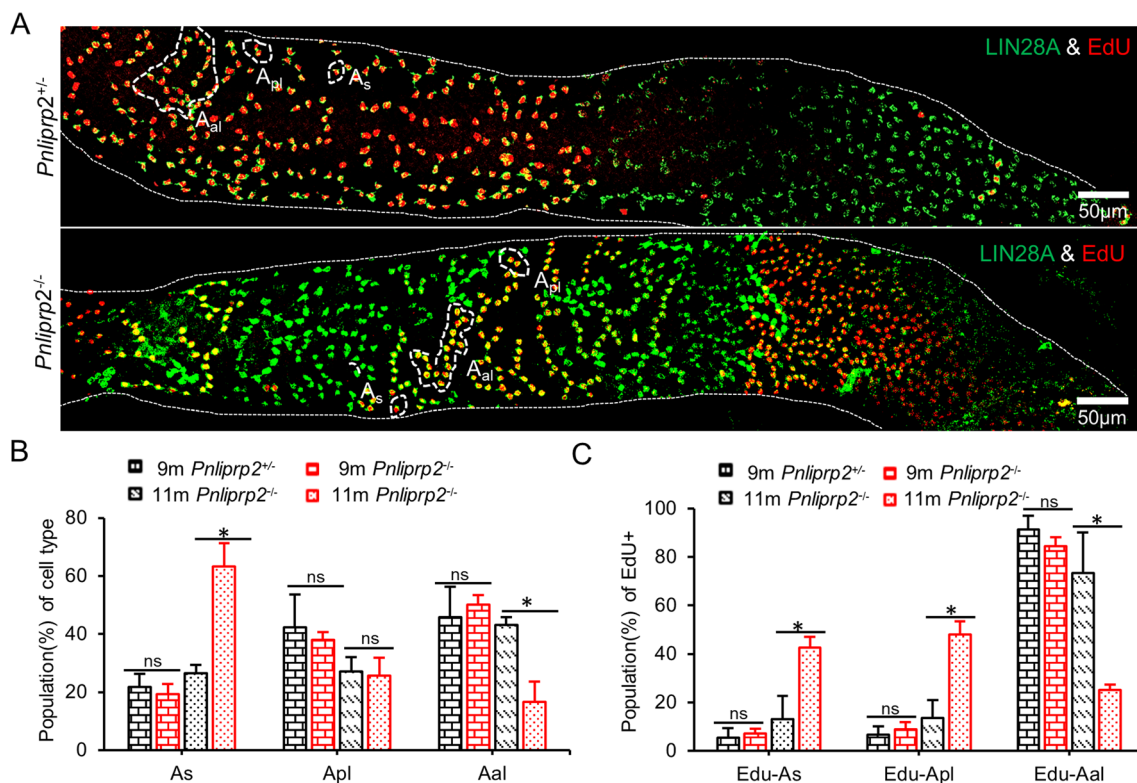 A
LIN28A & EdU
Pnliprp2+/-
Apl
As
Aal
50μm
LIN28A & EdU
Pnliprp2-/-
Apl
As
Aal
50μm
B
9m Pnliprp2+/- 9m Pnliprp2-/-
11m Pnliprp2-/- 11m Pnliprp2-/-
Population(%) of cell type
80
60
40
20
0
ns * ns ns ns *
As Apl Aal
C
9m Pnliprp2+/- 9m Pnliprp2-/-
11m Pnliprp2-/- 11m Pnliprp2-/-
Population(%) of EdU+
100
80
60
40
20
0
ns * ns * ns *
Edu-As Edu-Apl Edu-Aal